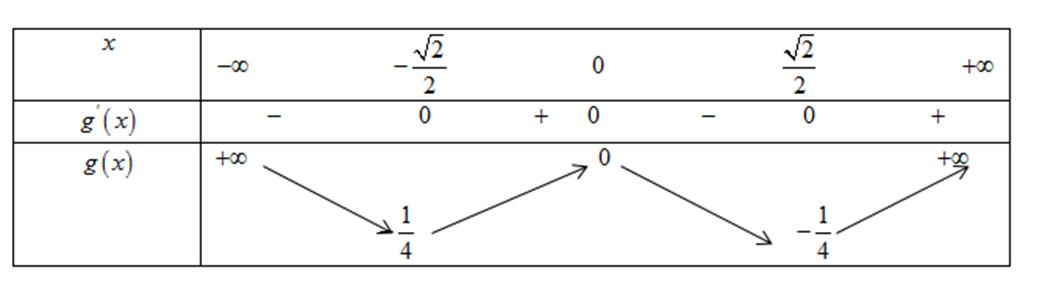 x −∞ −√2/2 0 √2/2 +∞
g'(x) − 0 + 0 − 0 +
g(x) +∞ 1/4 0 −1/4 +∞